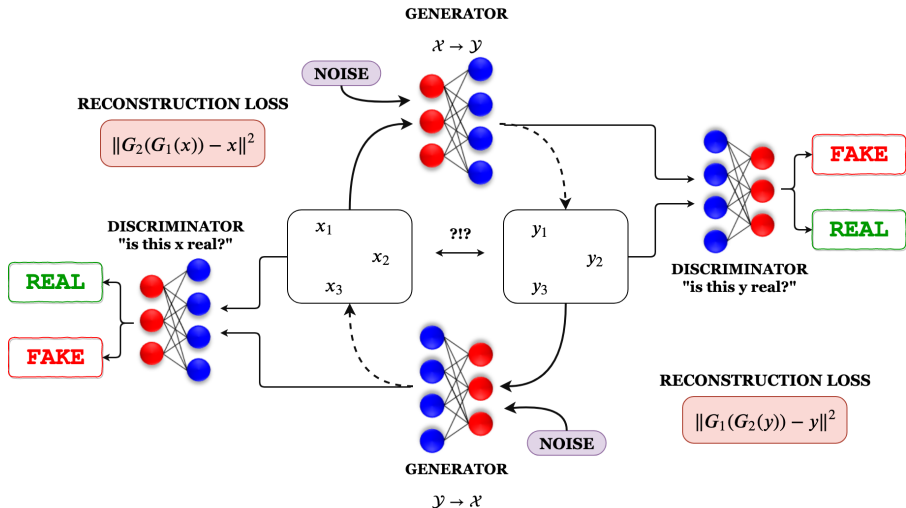 GENERATOR
𝒳 → 𝒴
NOISE
RECONSTRUCTION LOSS
‖G₂(G₁(x)) − x‖²
FAKE
REAL
DISCRIMINATOR
"is this y real?"
DISCRIMINATOR
"is this x real?"
REAL
FAKE
x₁
x₂
x₃
?!?
y₁
y₂
y₃
RECONSTRUCTION LOSS
‖G₁(G₂(y)) − y‖²
NOISE
GENERATOR
𝒴 → 𝒳